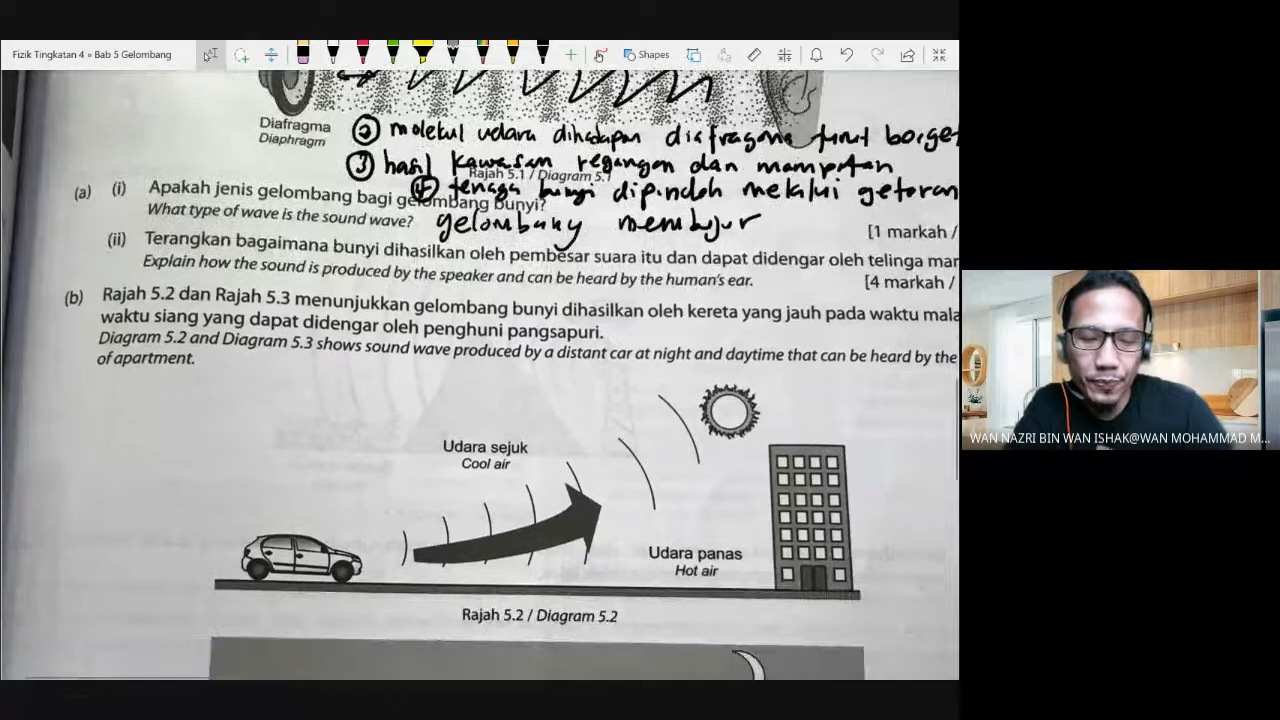 Fizik Tingkatan 4 » Bab 5 Gelombang
Shapes
Diafragma
Diaphragm
② molekul udara dihadapan diafragma turut berge
③ hasil kawasan regangan dan mampatan
Rajah 5.1 / Diagram 5.1
④ tenaga bunyi dipindah melalui getaran
gelombang membujur
(a) (i) Apakah jenis gelombang bagi gelombang bunyi?
What type of wave is the sound wave?
[1 markah /
(ii) Terangkan bagaimana bunyi dihasilkan oleh pembesar suara itu dan dapat didengar oleh telinga man
Explain how the sound is produced by the speaker and can be heard by the human's ear.
[4 markah /
(b) Rajah 5.2 dan Rajah 5.3 menunjukkan gelombang bunyi dihasilkan oleh kereta yang jauh pada waktu mala
waktu siang yang dapat didengar oleh penghuni pangsapuri.
Diagram 5.2 and Diagram 5.3 shows sound wave produced by a distant car at night and daytime that can be heard by the
of apartment.
Udara sejuk
Cool air
Udara panas
Hot air
Rajah 5.2 / Diagram 5.2
WAN NAZRI BIN WAN ISHAK@WAN MOHAMMAD M...